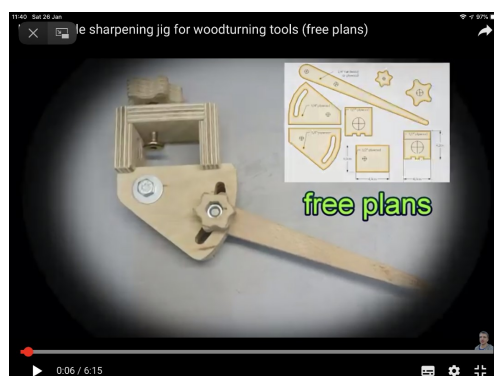 11:40 Sat 26 Jan
97%
le sharpening jig for woodturning tools (free plans)
free plans
0:06 / 6:15